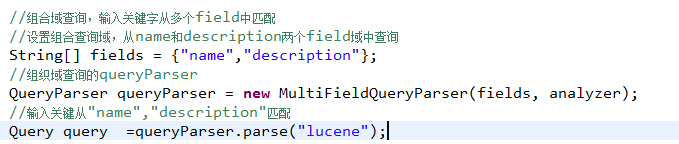 //组合域查询，输入关键字从多个field中匹配
//设置组合查询域，从name和description两个field域中查询
String[] fields = {"name","description"};
//组织域查询的queryParser
QueryParser queryParser = new MultiFieldQueryParser(fields, analyzer);
//输入关键从"name","description"匹配
Query query  =queryParser.parse("lucene");